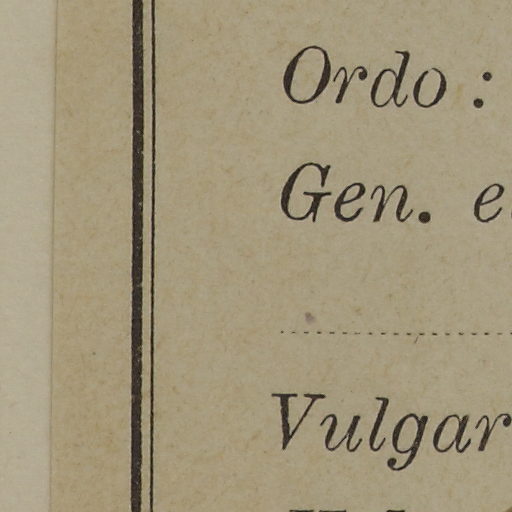 Ordo :
Gen. e
Vulgar